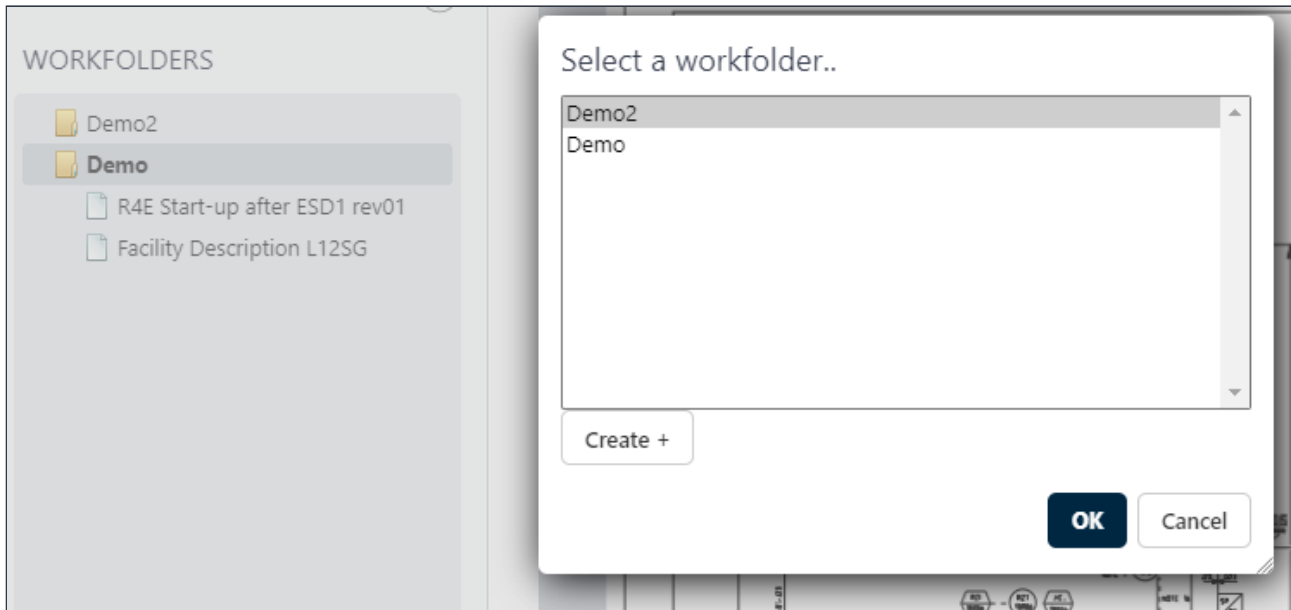 WORKFOLDERS
Demo2
Demo
R4E Start-up after ESD1 rev01
Facility Description L12SG
Select a workfolder..
Demo2
Demo
Create +
OK
Cancel